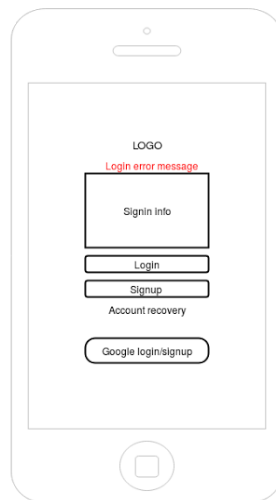 LOGO
Login error message
Signin info
Login
Signup
Account recovery
Google login/signup